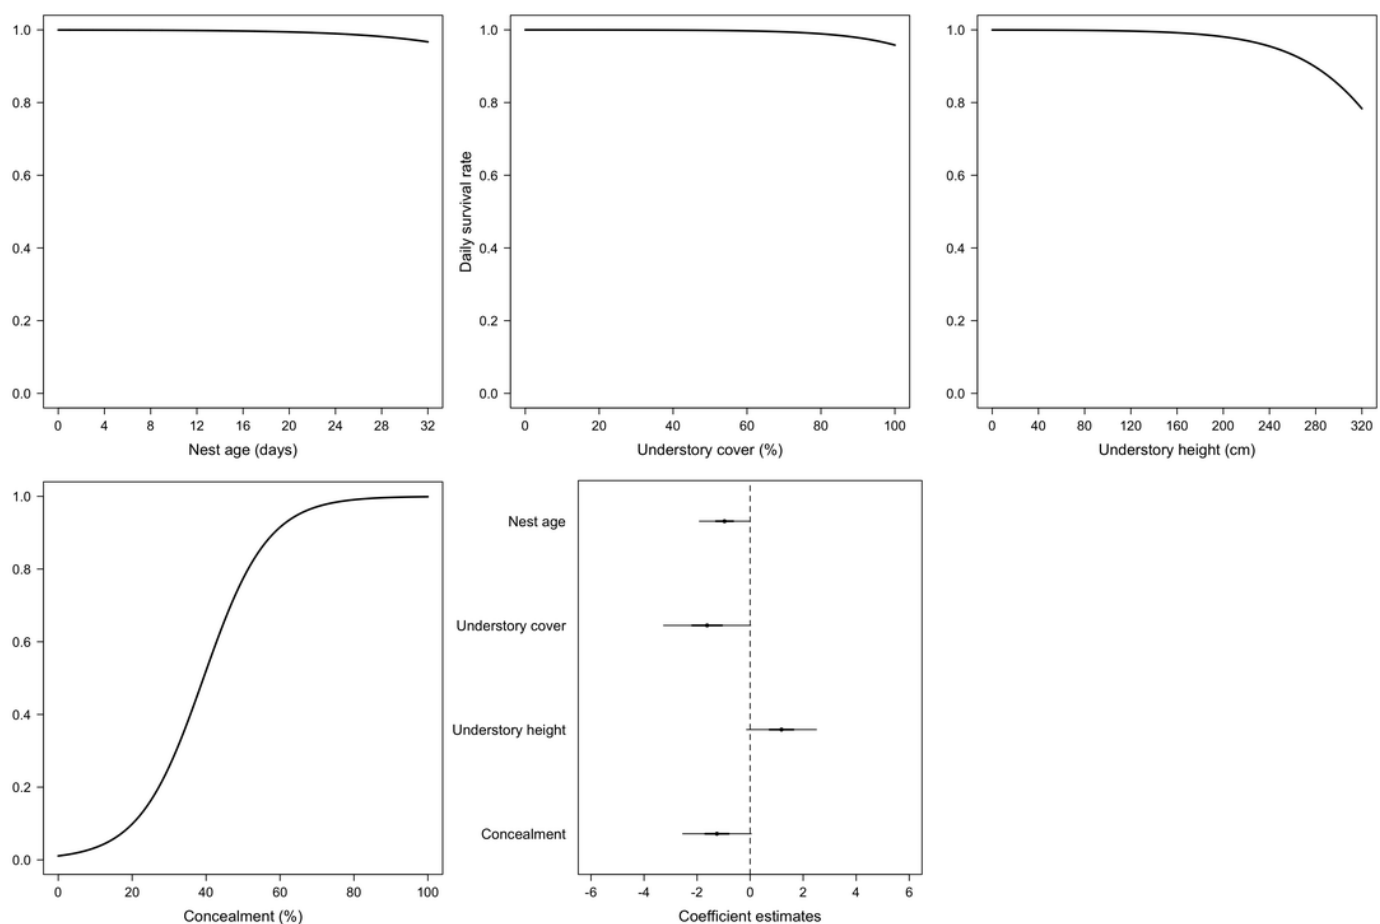 1.0
0.8
0.6
0.4
0.2
0.0
0 4 8 12 16 20 24 28 32
Nest age (days)
Daily survival rate
1.0
0.8
0.6
0.4
0.2
0.0
0 20 40 60 80 100
Understory cover (%)
1.0
0.8
0.6
0.4
0.2
0.0
0 40 80 120 160 200 240 280 320
Understory height (cm)
1.0
0.8
0.6
0.4
0.2
0.0
0 20 40 60 80 100
Concealment (%)
Nest age
Understory cover
Understory height
Concealment
-6 -4 -2 0 2 4 6
Coefficient estimates